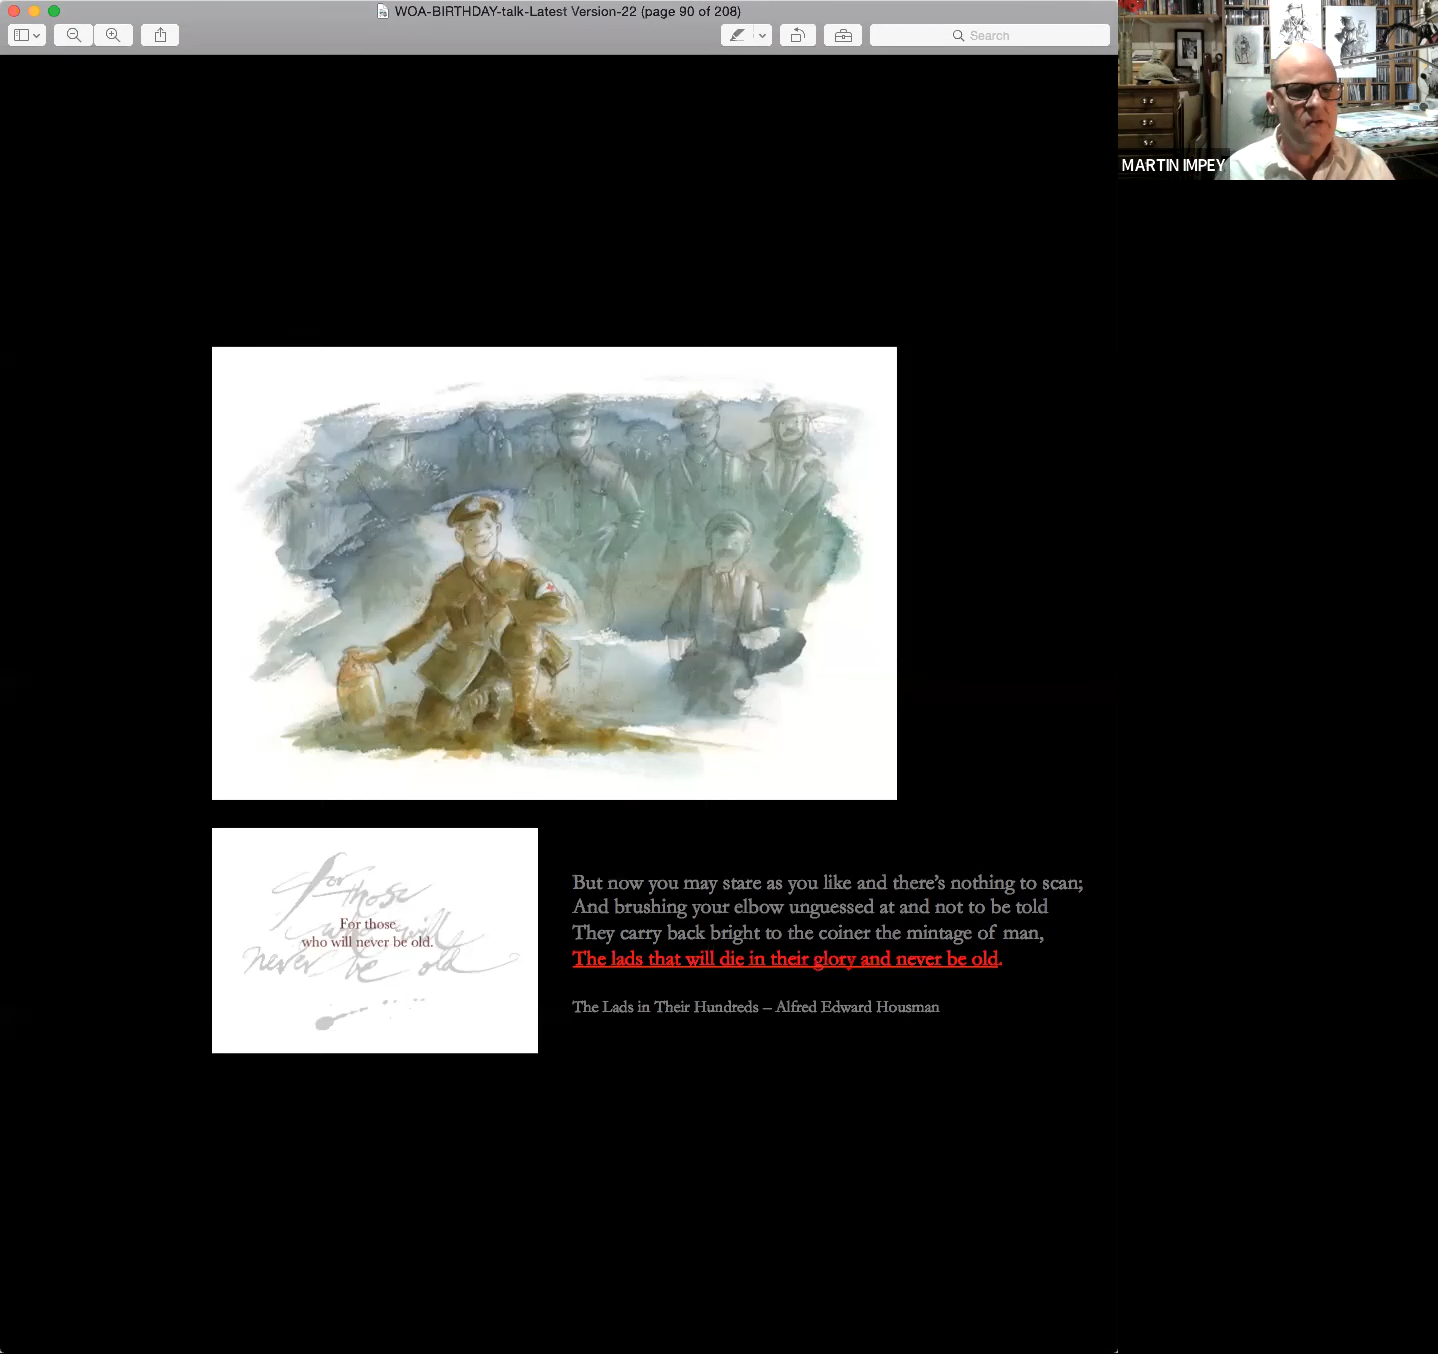 WOA-BIRTHDAY-talk-Latest Version-22 (page 90 of 208)
Search
MARTIN IMPEY
for
those
who will
never be old
For those
who will never be old.
But now you may stare as you like and there's nothing to scan;
And brushing your elbow unguessed at and not to be told
They carry back bright to the coiner the mintage of man,
The lads that will die in their glory and never be old.
The Lads in Their Hundreds – Alfred Edward Housman